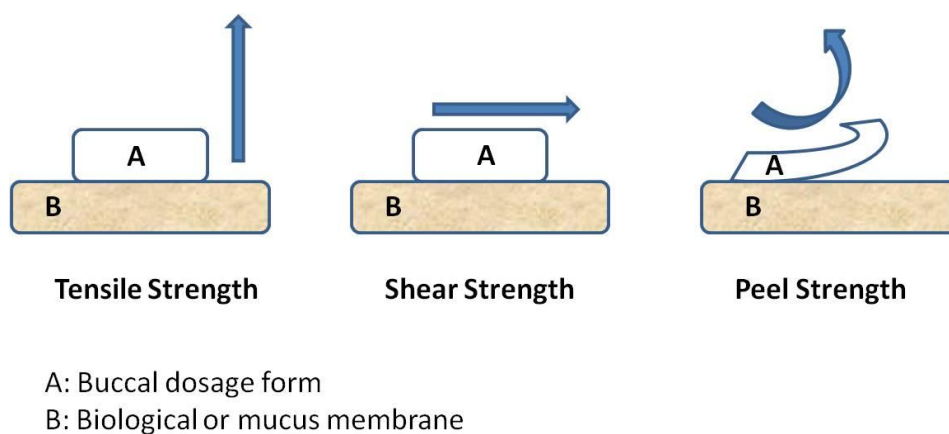 A
B
Tensile Strength
A
B
Shear Strength
A
B
Peel Strength
A: Buccal dosage form
B: Biological or mucus membrane